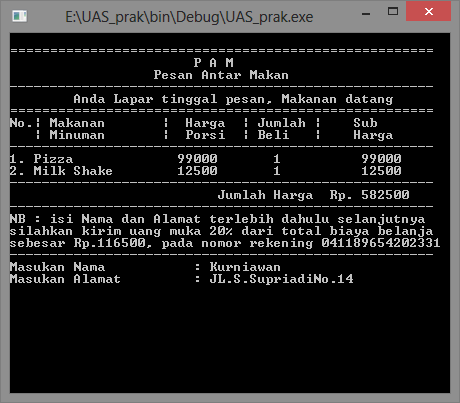 E:\UAS_prak\bin\Debug\UAS_prak.exe
=====================================================
P A M
Pesan Antar Makan
-----------------------------------------------------
Anda Lapar tinggal pesan, Makanan datang
=====================================================
No.¦ Makanan ¦ Harga ¦ Jumlah ¦ Sub
¦ Minuman ¦ Porsi ¦ Beli ¦ Harga
-----------------------------------------------------
1. Pizza 99000 1 99000
2. Milk Shake 12500 1 12500
-----------------------------------------------------
Jumlah Harga Rp. 582500
-----------------------------------------------------
NB : isi Nama dan Alamat terlebih dahulu selanjutnya
silahkan kirim uang muka 20% dari total biaya belanja
sebesar Rp.116500, pada nomor rekening 041189654202331
-----------------------------------------------------
Masukan Nama : Kurniawan
Masukan Alamat : JL.S.SupriadiNo.14